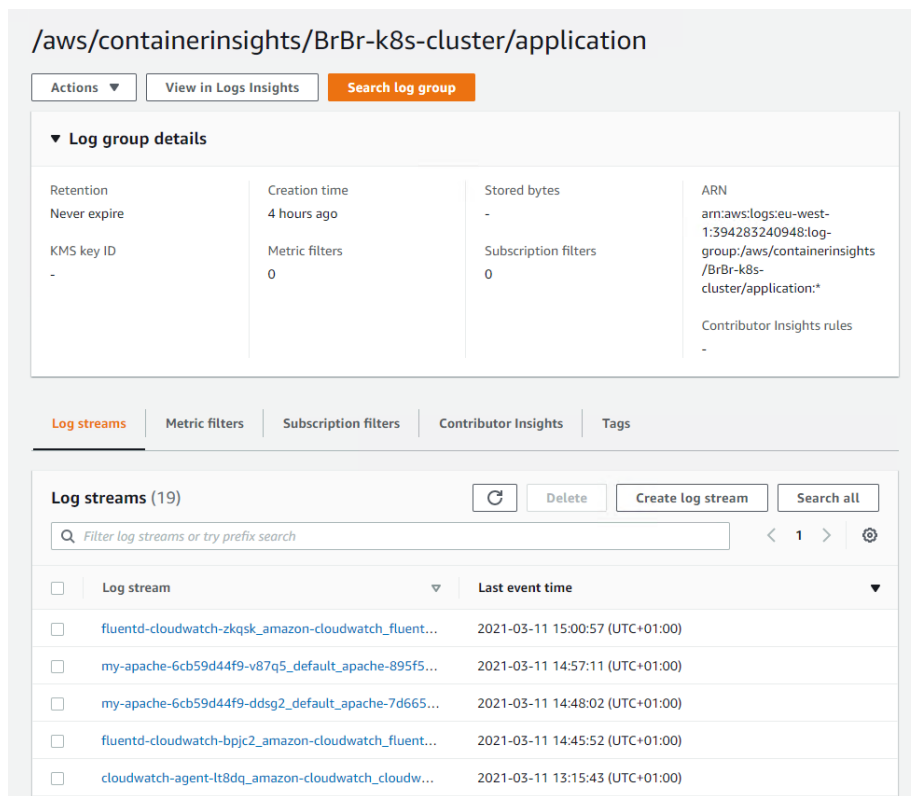 /aws/containerinsights/BrBr-k8s-cluster/application
Actions ▼ View in Logs Insights Search log group
▼ Log group details
Retention
Never expire
KMS key ID
-
Creation time
4 hours ago
Metric filters
0
Stored bytes
-
Subscription filters
0
ARN
arn:aws:logs:eu-west-
1:394283240948:log-
group:/aws/containerinsights
/BrBr-k8s-
cluster/application:*
Contributor Insights rules
-
Log streams Metric filters Subscription filters Contributor Insights Tags
Log streams (19) Delete Create log stream Search all
Filter log streams or try prefix search < 1 >
Log stream Last event time
fluentd-cloudwatch-zkqsk_amazon-cloudwatch_fluent... 2021-03-11 15:00:57 (UTC+01:00)
my-apache-6cb59d44f9-v87q5_default_apache-895f5... 2021-03-11 14:57:11 (UTC+01:00)
my-apache-6cb59d44f9-ddsg2_default_apache-7d665... 2021-03-11 14:48:02 (UTC+01:00)
fluentd-cloudwatch-bpjc2_amazon-cloudwatch_fluent... 2021-03-11 14:45:52 (UTC+01:00)
cloudwatch-agent-lt8dq_amazon-cloudwatch_cloudw... 2021-03-11 13:15:43 (UTC+01:00)